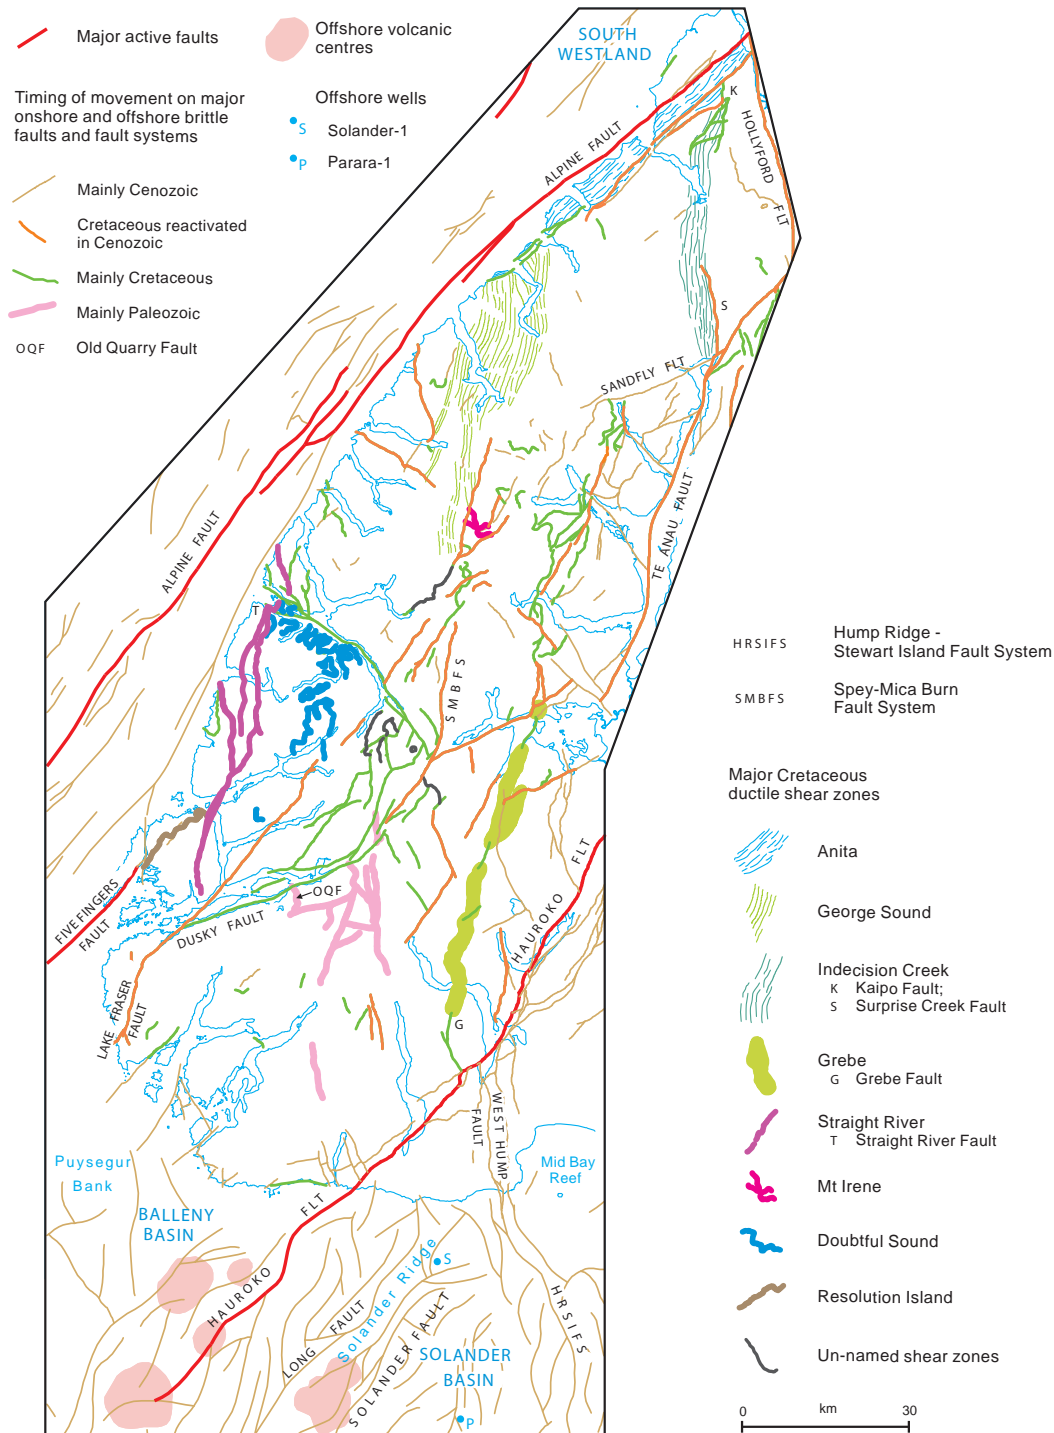 Major active faults
Offshore volcanic
centres
Timing of movement on major
onshore and offshore brittle
faults and fault systems
Offshore wells
S Solander-1
P Parara-1
Mainly Cenozoic
Cretaceous reactivated
in Cenozoic
Mainly Cretaceous
Mainly Paleozoic
OQF Old Quarry Fault
SOUTH
WESTLAND
ALPINE FAULT
K
HOLLYFORD FLT
S
SANDFLY FLT
TE ANAU FAULT
ALPINE FAULT
T
SMBFS
FIVE FINGERS
FAULT
DUSKY FAULT
OQF
HAUROKO FLT
LAKE FRASER
FAULT
G
WEST HUMP
FAULT
Puysegur
Bank
Mid Bay
Reef
BALLENY
BASIN
HAUROKO FLT
S
Solander Ridge
LONG FAULT
SOLANDER FAULT
HRSIFS
SOLANDER
BASIN
P
HRSIFS Hump Ridge -
Stewart Island Fault System
SMBFS Spey-Mica Burn
Fault System
Major Cretaceous
ductile shear zones
Anita
George Sound
Indecision Creek
K Kaipo Fault;
S Surprise Creek Fault
Grebe
G Grebe Fault
Straight River
T Straight River Fault
Mt Irene
Doubtful Sound
Resolution Island
Un-named shear zones
0 km 30